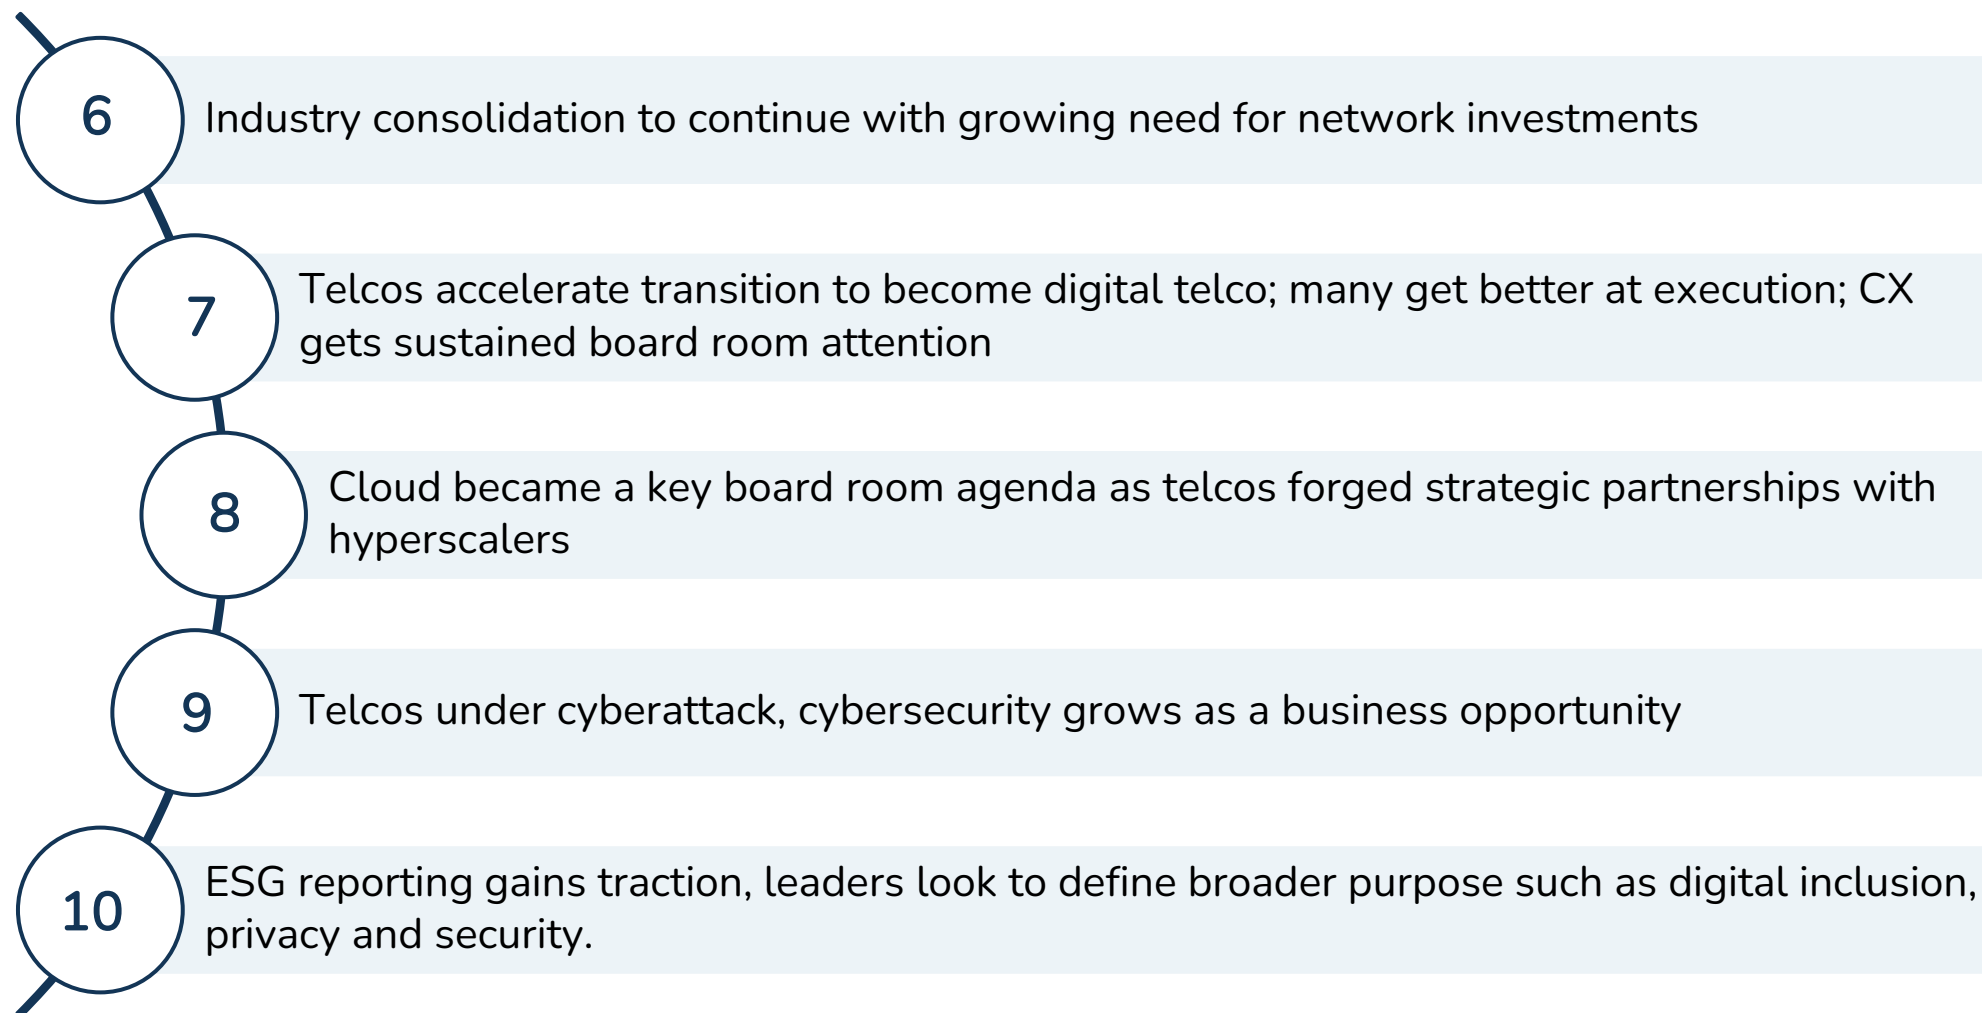 6
Industry consolidation to continue with growing need for network investments
7
Telcos accelerate transition to become digital telco; many get better at execution; CX
gets sustained board room attention
8
Cloud became a key board room agenda as telcos forged strategic partnerships with
hyperscalers
9
Telcos under cyberattack, cybersecurity grows as a business opportunity
10
ESG reporting gains traction, leaders look to define broader purpose such as digital inclusion,
privacy and security.